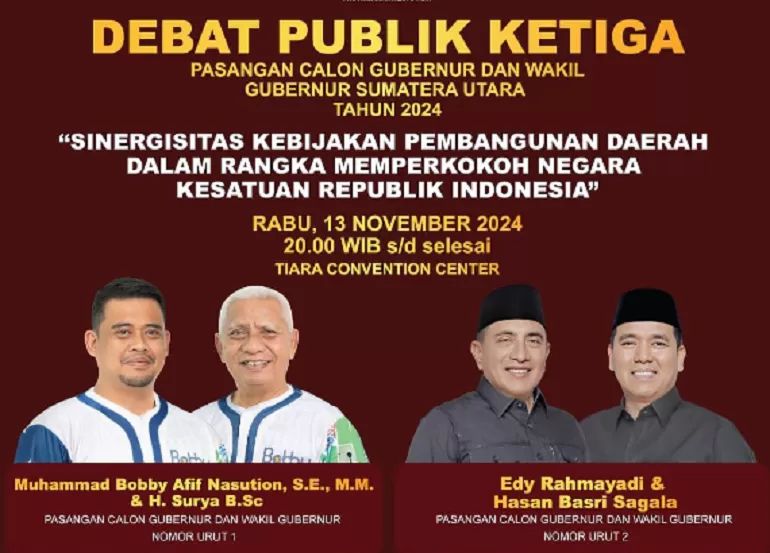 DEBAT PUBLIK KETIGA
PASANGAN CALON GUBERNUR DAN WAKIL
GUBERNUR SUMATERA UTARA
TAHUN 2024
“SINERGISITAS KEBIJAKAN PEMBANGUNAN DAERAH
DALAM RANGKA MEMPERKOKOH NEGARA
KESATUAN REPUBLIK INDONESIA”
RABU, 13 NOVEMBER 2024
20.00 WIB s/d selesai
TIARA CONVENTION CENTER
Bobby
Bobby
Muhammad Bobby Afif Nasution, S.E., M.M.
& H. Surya B.Sc
PASANGAN CALON GUBERNUR DAN WAKIL GUBERNUR
NOMOR URUT 1
Edy Rahmayadi &
Hasan Basri Sagala
PASANGAN CALON GUBERNUR DAN WAKIL GUBERNUR
NOMOR URUT 2